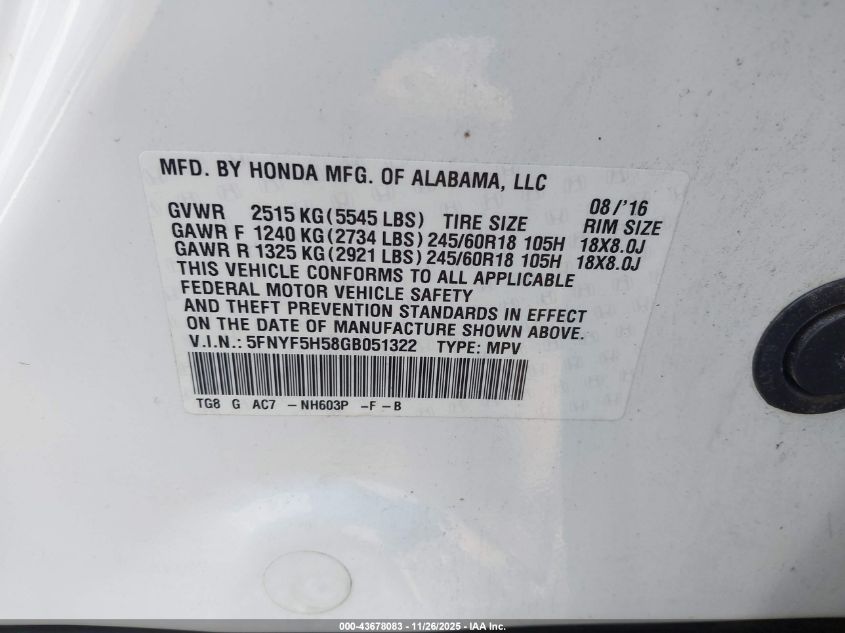 MFD. BY HONDA MFG. OF ALABAMA, LLC
08/'16
GVWR 2515 KG(5545 LBS) TIRE SIZE RIM SIZE
GAWR F 1240 KG(2734 LBS) 245/60R18 105H 18X8.0J
GAWR R 1325 KG(2921 LBS) 245/60R18 105H 18X8.0J
THIS VEHICLE CONFORMS TO ALL APPLICABLE
FEDERAL MOTOR VEHICLE SAFETY
AND THEFT PREVENTION STANDARDS IN EFFECT
ON THE DATE OF MANUFACTURE SHOWN ABOVE.
V.I.N.: 5FNYF5H58GB051322 TYPE: MPV
TG8 G AC7 -NH603P -F-B
000-43678083 - 11/26/2025 - IAA Inc.